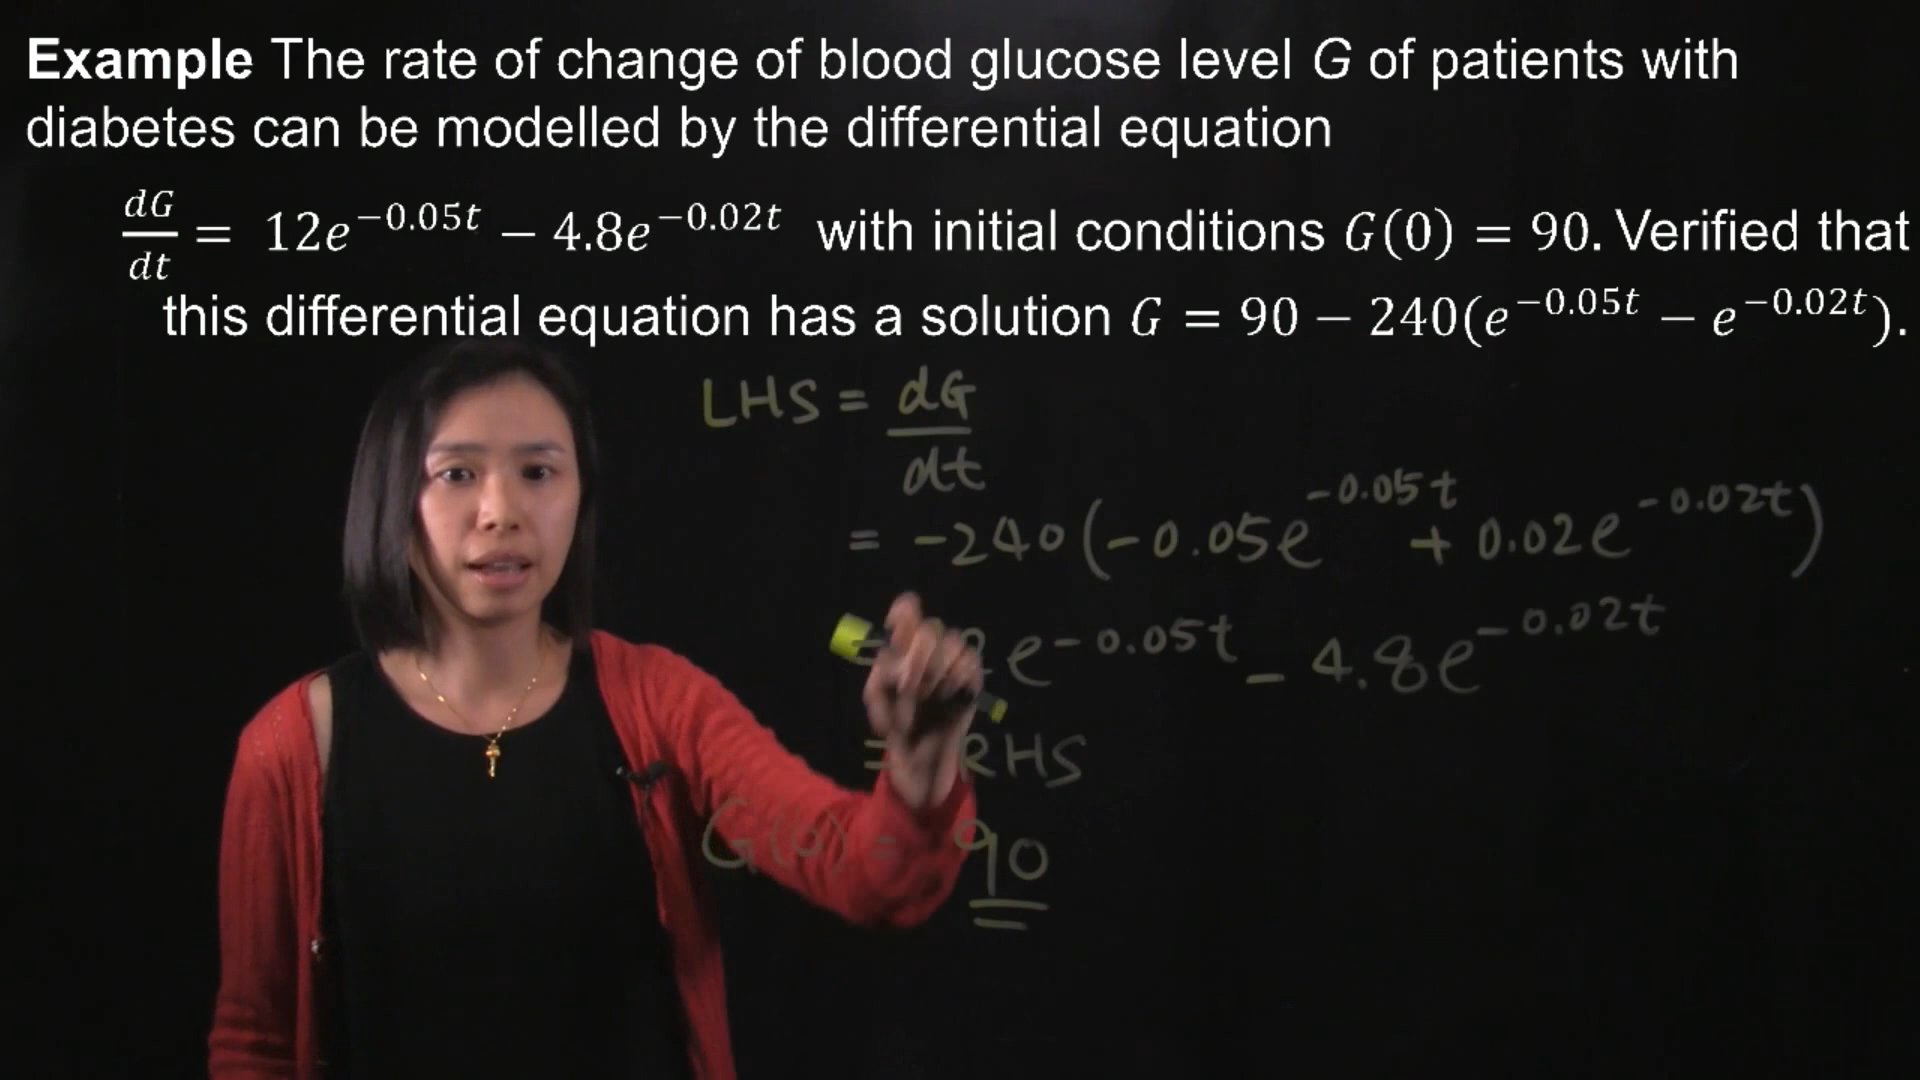 Example The rate of change of blood glucose level G of patients with
diabetes can be modelled by the differential equation
dG/dt = 12e^{-0.05t} − 4.8e^{-0.02t} with initial conditions G(0) = 90. Verified that
this differential equation has a solution G = 90 − 240(e^{-0.05t} − e^{-0.02t}).
LHS = dG/dt
= -240(-0.05e^{-0.05t} + 0.02e^{-0.02t})
= e^{-0.05t} - 4.8e^{-0.02t}
= RHS
G(0) = 90